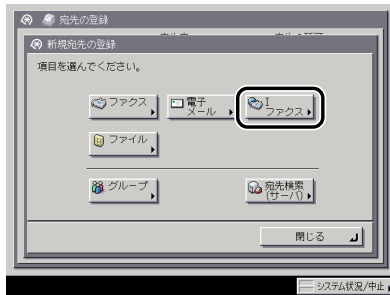 宛先の登録
新規宛先の登録
項目を選んでください。
ファクス
電子
メール
I
ファクス
ファイル
グループ
宛先検索
(サーバ)
閉じる
システム状況/中止